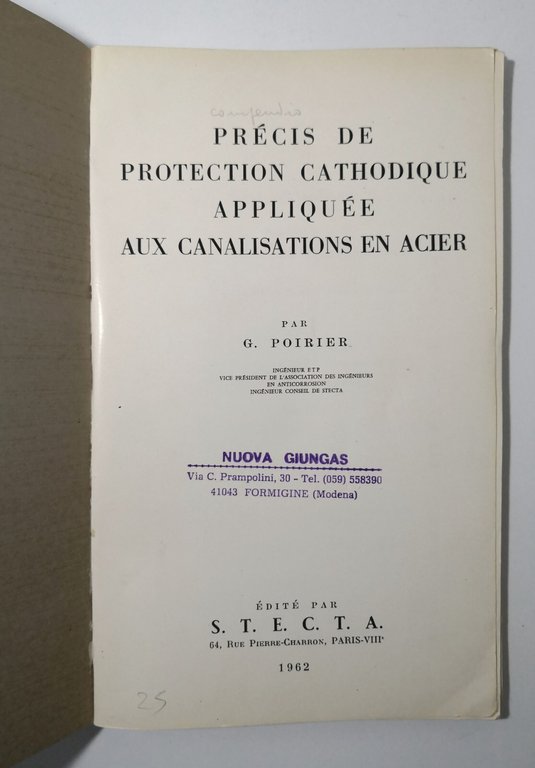 compendio
PRÉCIS DE
PROTECTION CATHODIQUE
APPLIQUÉE
AUX CANALISATIONS EN ACIER
PAR
G. POIRIER
INGÉNIEUR ETP
VICE PRÉSIDENT DE L'ASSOCIATION DES INGÉNIEURS
EN ANTICORROSION
INGÉNIEUR CONSEIL DE STECTA
NUOVA GIUNGAS
Via C. Prampolini, 30 - Tel. (059) 558390
41043 FORMIGINE (Modena)
ÉDITÉ PAR
S. T. E. C. T. A.
64, RUE PIERRE-CHARRON, PARIS-VIIIe
1962
25